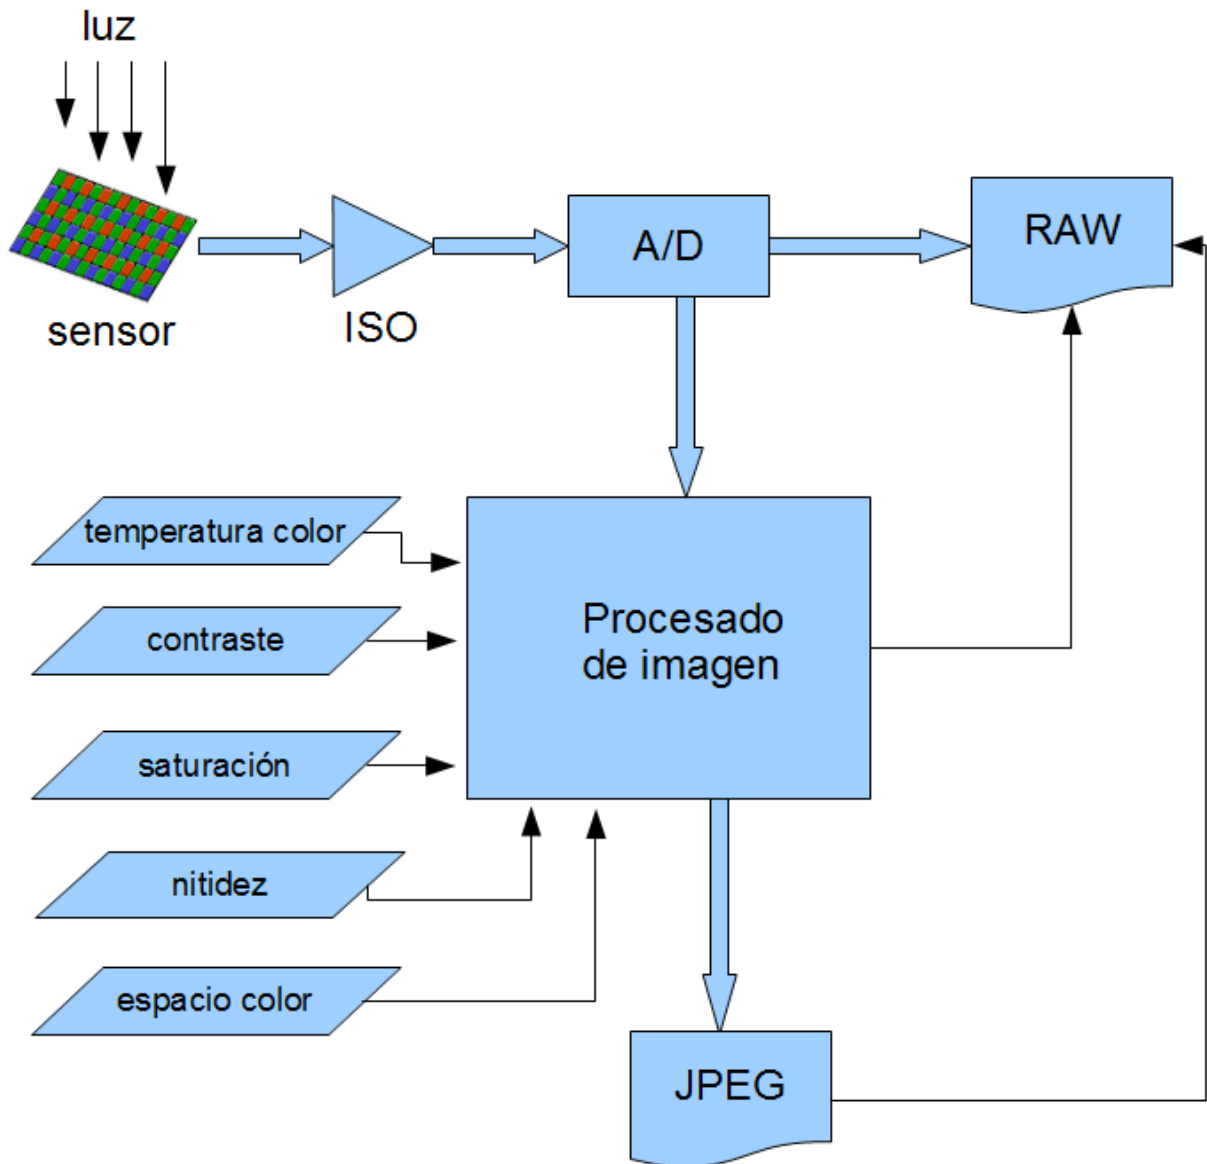 luz
sensor
ISO
A/D
RAW
temperatura color
contraste
saturación
nitidez
espacio color
Procesado
de imagen
JPEG